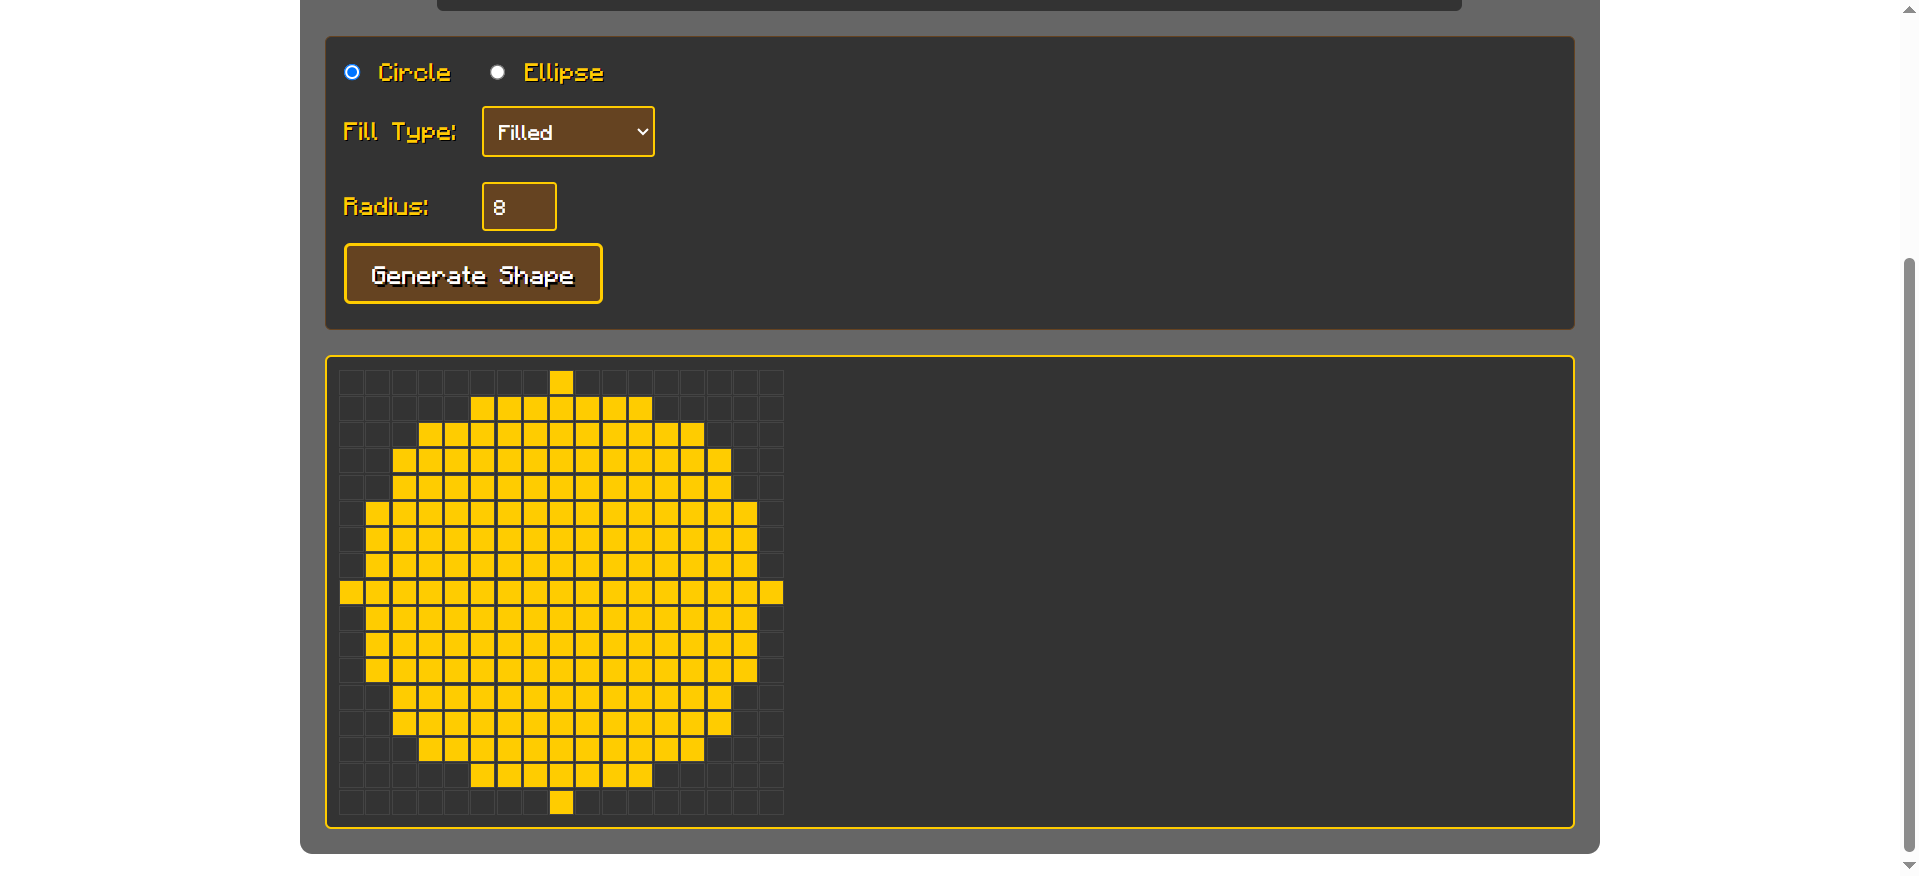 Circle Ellipse
Fill Type: Filled
Radius: 8
Generate Shape